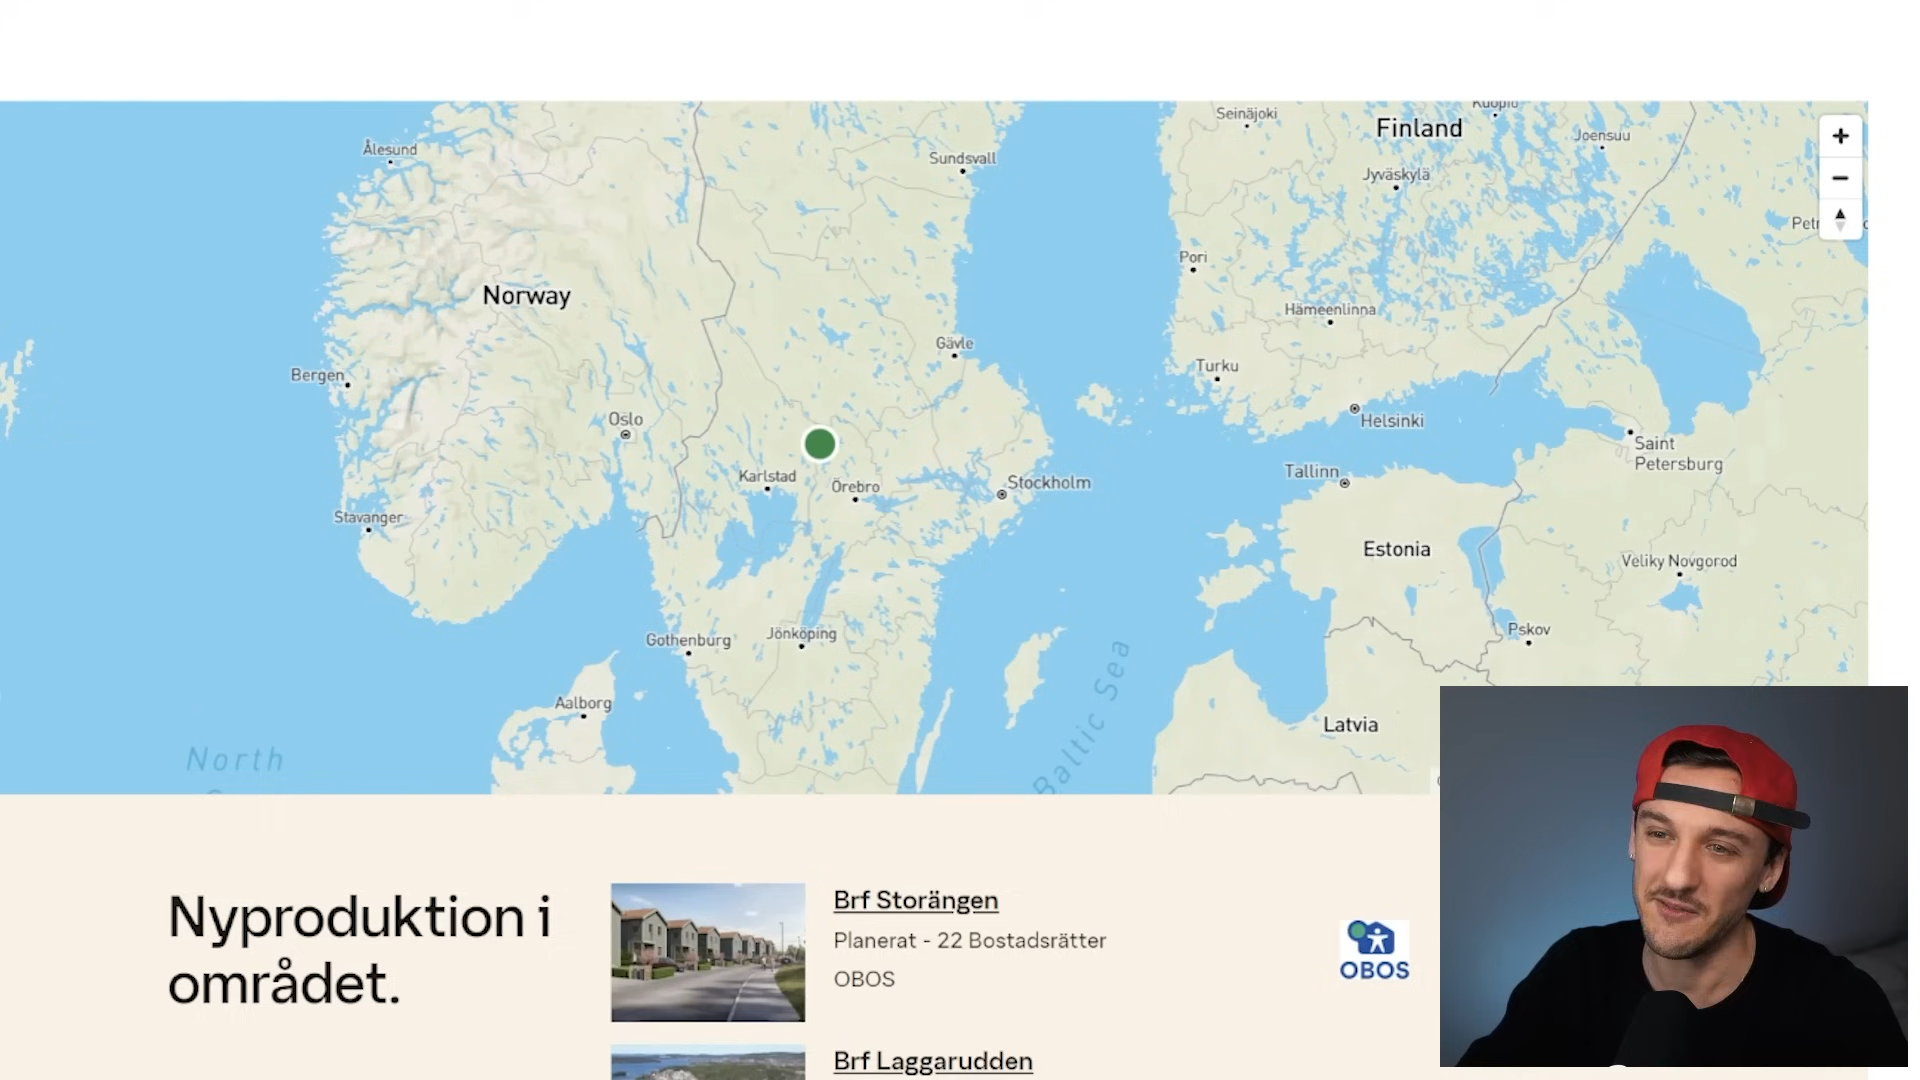 Seinäjoki
Kuopio
Finland
Joensuu
Ålesund
Sundsvall
Jyväskylä
Petr
Pori
Norway
Hämeenlinna
Gävle
Turku
Bergen
Oslo
Helsinki
Saint
Petersburg
Tallinn
Karlstad
Örebro
Stockholm
Stavanger
Estonia
Veliky Novgorod
Pskov
Gothenburg
Jönköping
Aalborg
Baltic Sea
Latvia
North
Nyproduktion i
området.
Brf Storängen
Planerat - 22 Bostadsrätter
OBOS
OBOS
Brf Laggarudden